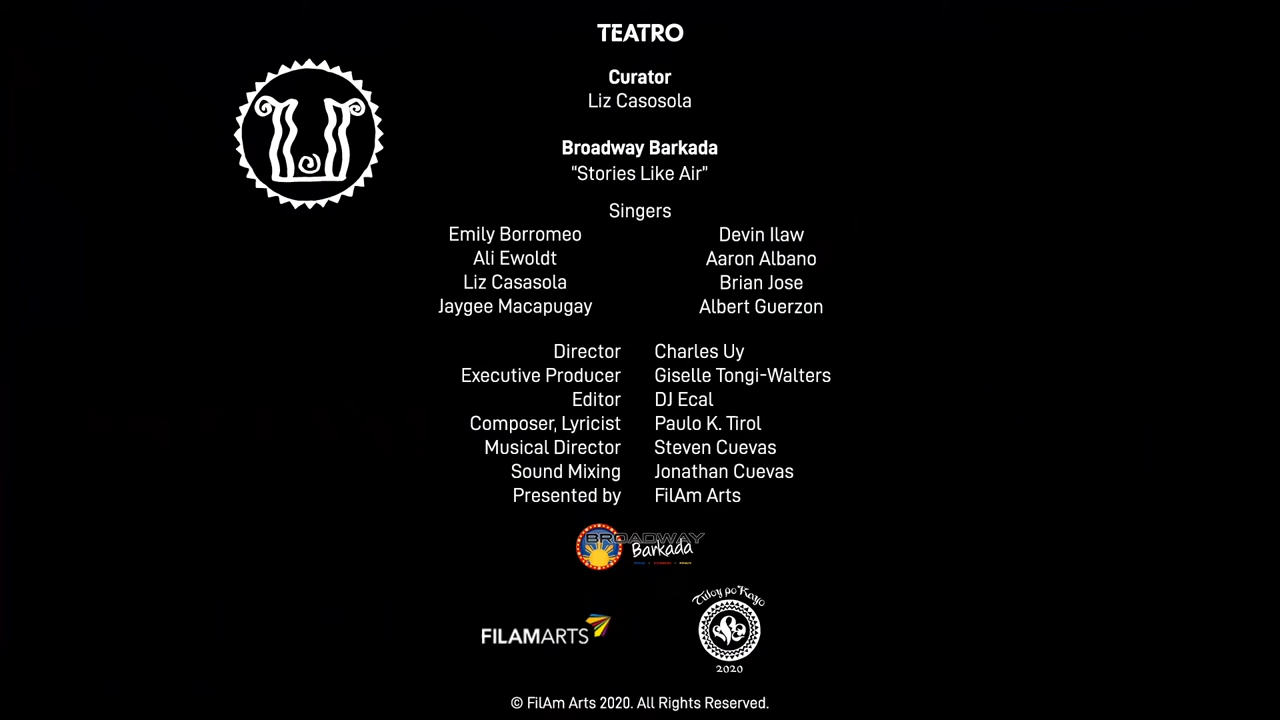 TEATRO
Curator
Liz Casosola
Broadway Barkada
“Stories Like Air”
Singers
Emily Borromeo
Ali Ewoldt
Liz Casasola
Jaygee Macapugay
Devin Ilaw
Aaron Albano
Brian Jose
Albert Guerzon
Director Charles Uy
Executive Producer Giselle Tongi-Walters
Editor DJ Ecal
Composer, Lyricist Paulo K. Tirol
Musical Director Steven Cuevas
Sound Mixing Jonathan Cuevas
Presented by FilAm Arts
BROADWAY
Barkada
FILAMARTS
Tuloy po Kayo
2020
© FilAm Arts 2020. All Rights Reserved.